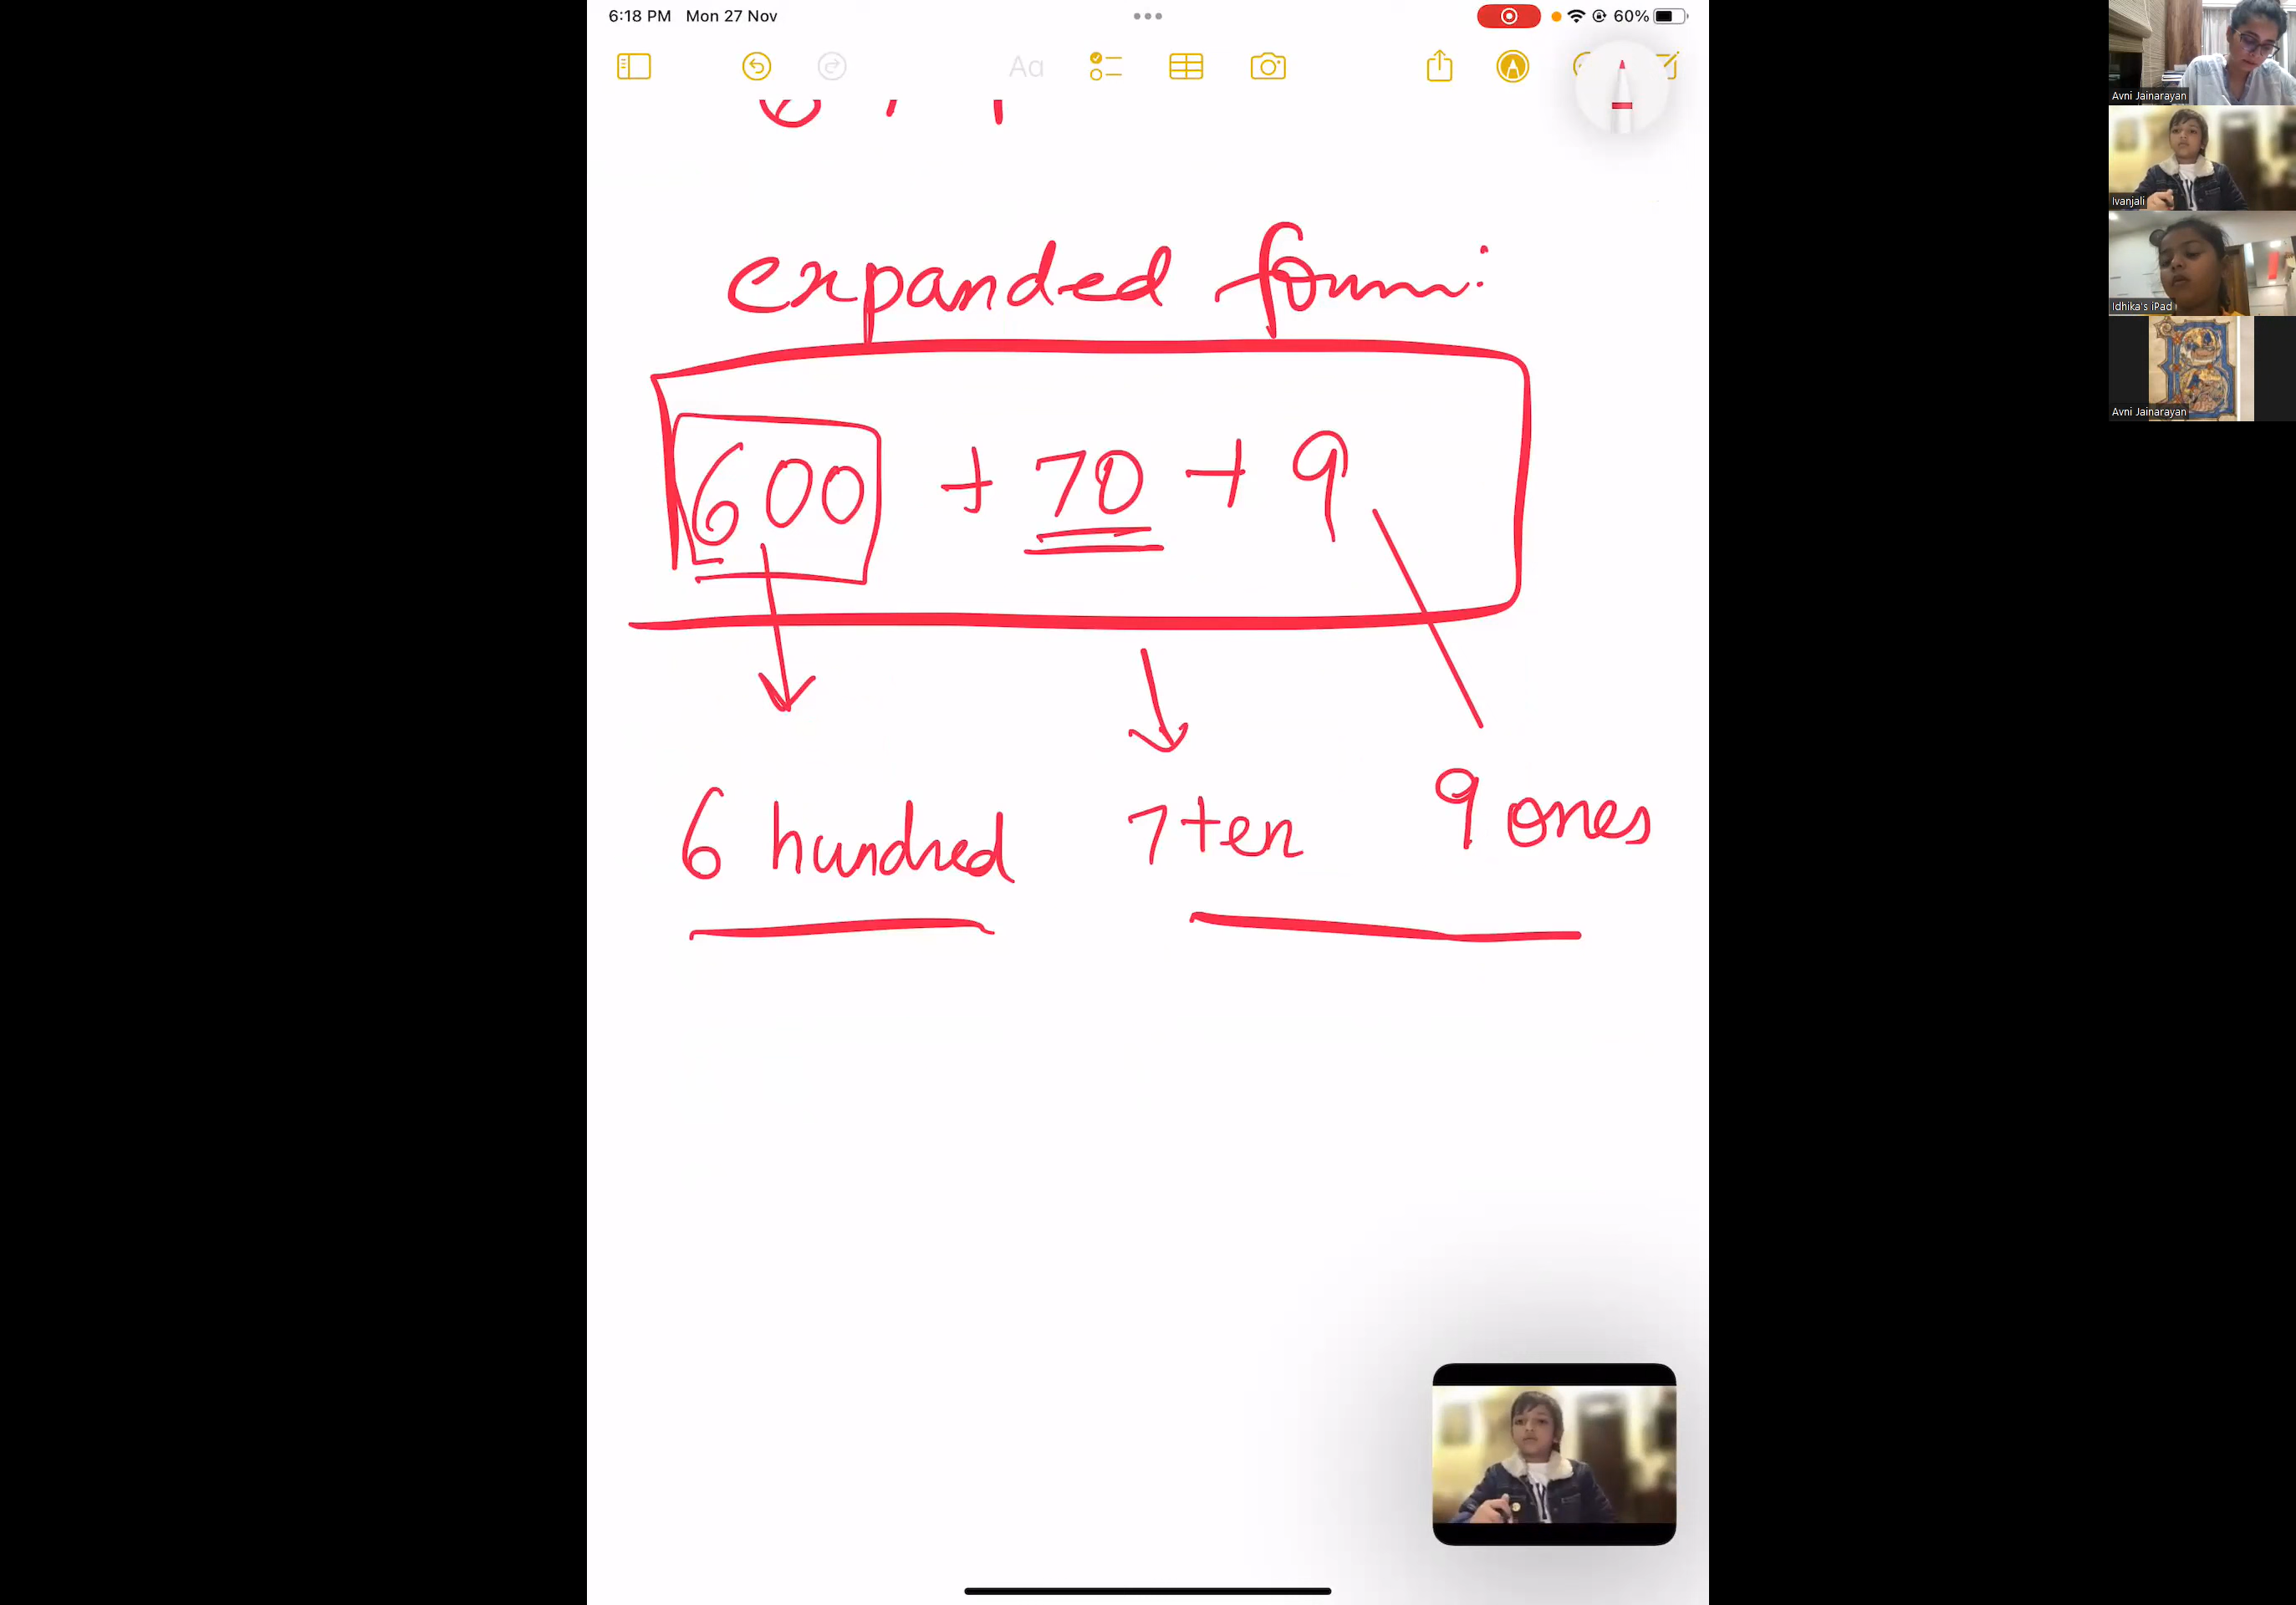 6:18 PM Mon 27 Nov
60%
Aa
expanded form:
600 + 70 + 9
6 hundred 7 ten 9 ones
Avni Jainarayan
Ivanjali
Idhika's iPad
Avni Jainarayan